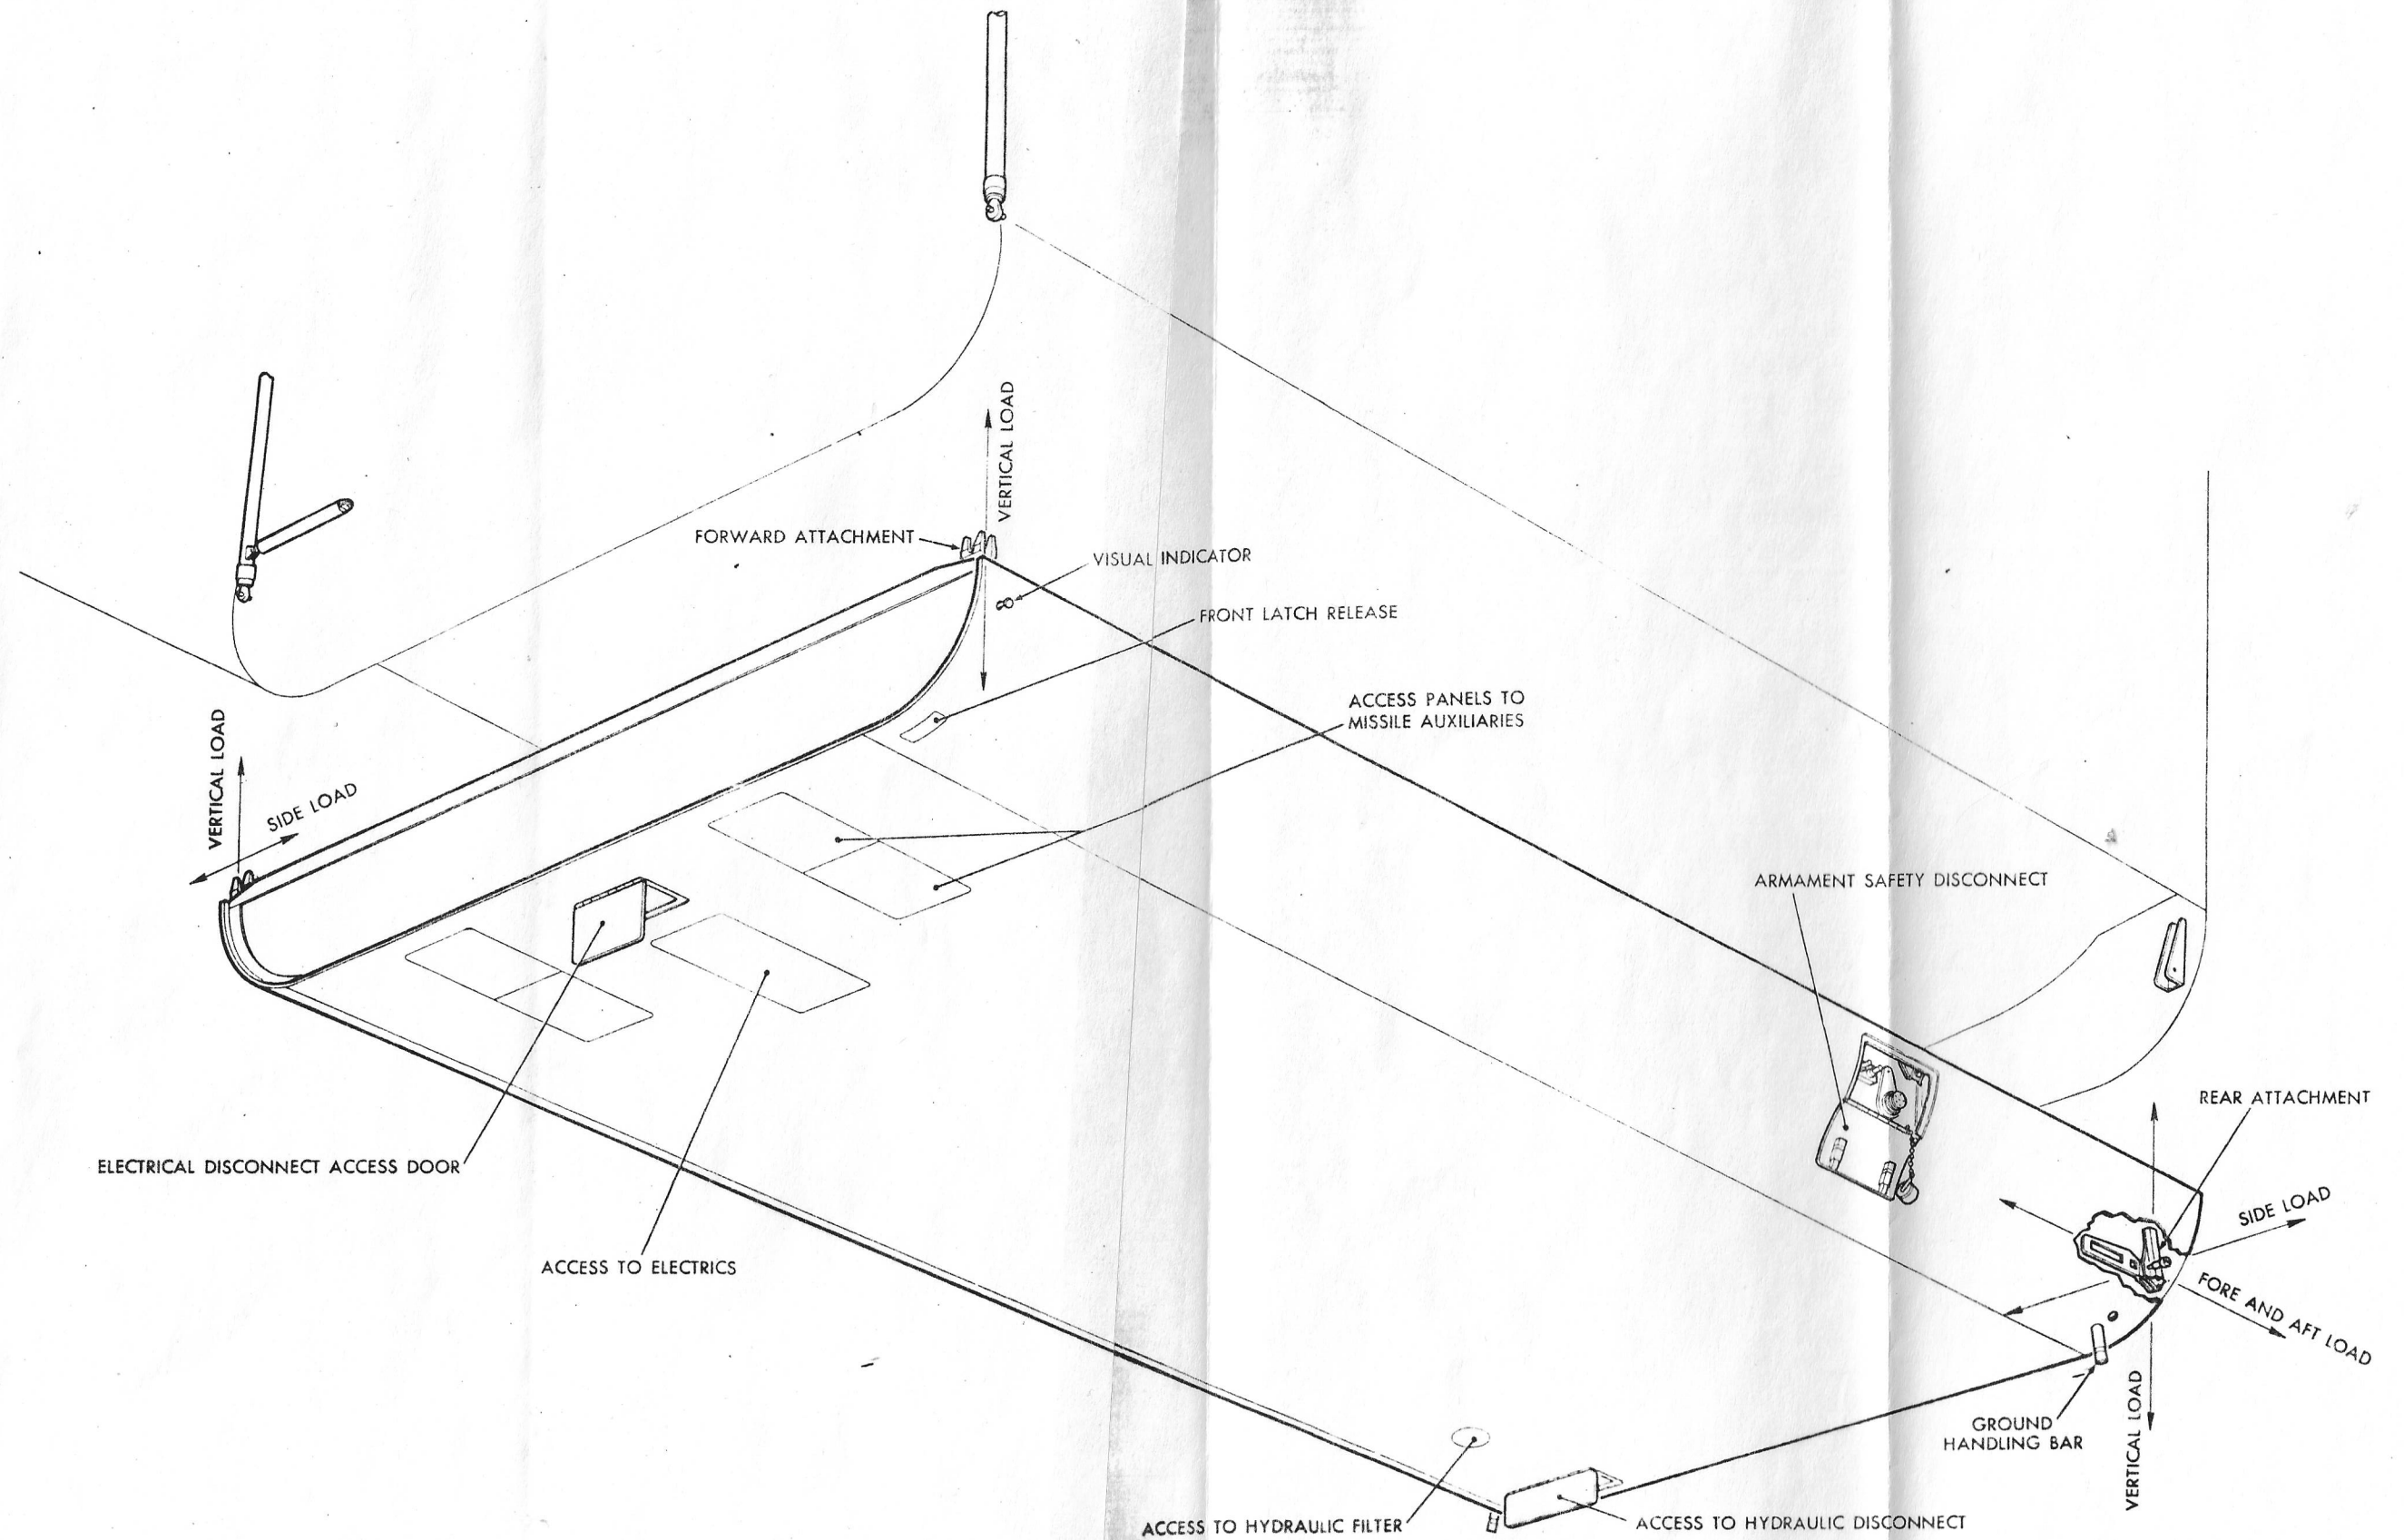 VERTICAL LOAD
FORWARD ATTACHMENT
VISUAL INDICATOR
FRONT LATCH RELEASE
ACCESS PANELS TO
MISSILE AUXILIARIES
VERTICAL LOAD
SIDE LOAD
ARMAMENT SAFETY DISCONNECT
REAR ATTACHMENT
ELECTRICAL DISCONNECT ACCESS DOOR
SIDE LOAD
ACCESS TO ELECTRICS
FORE AND AFT LOAD
GROUND
HANDLING BAR
VERTICAL LOAD
ACCESS TO HYDRAULIC FILTER
ACCESS TO HYDRAULIC DISCONNECT